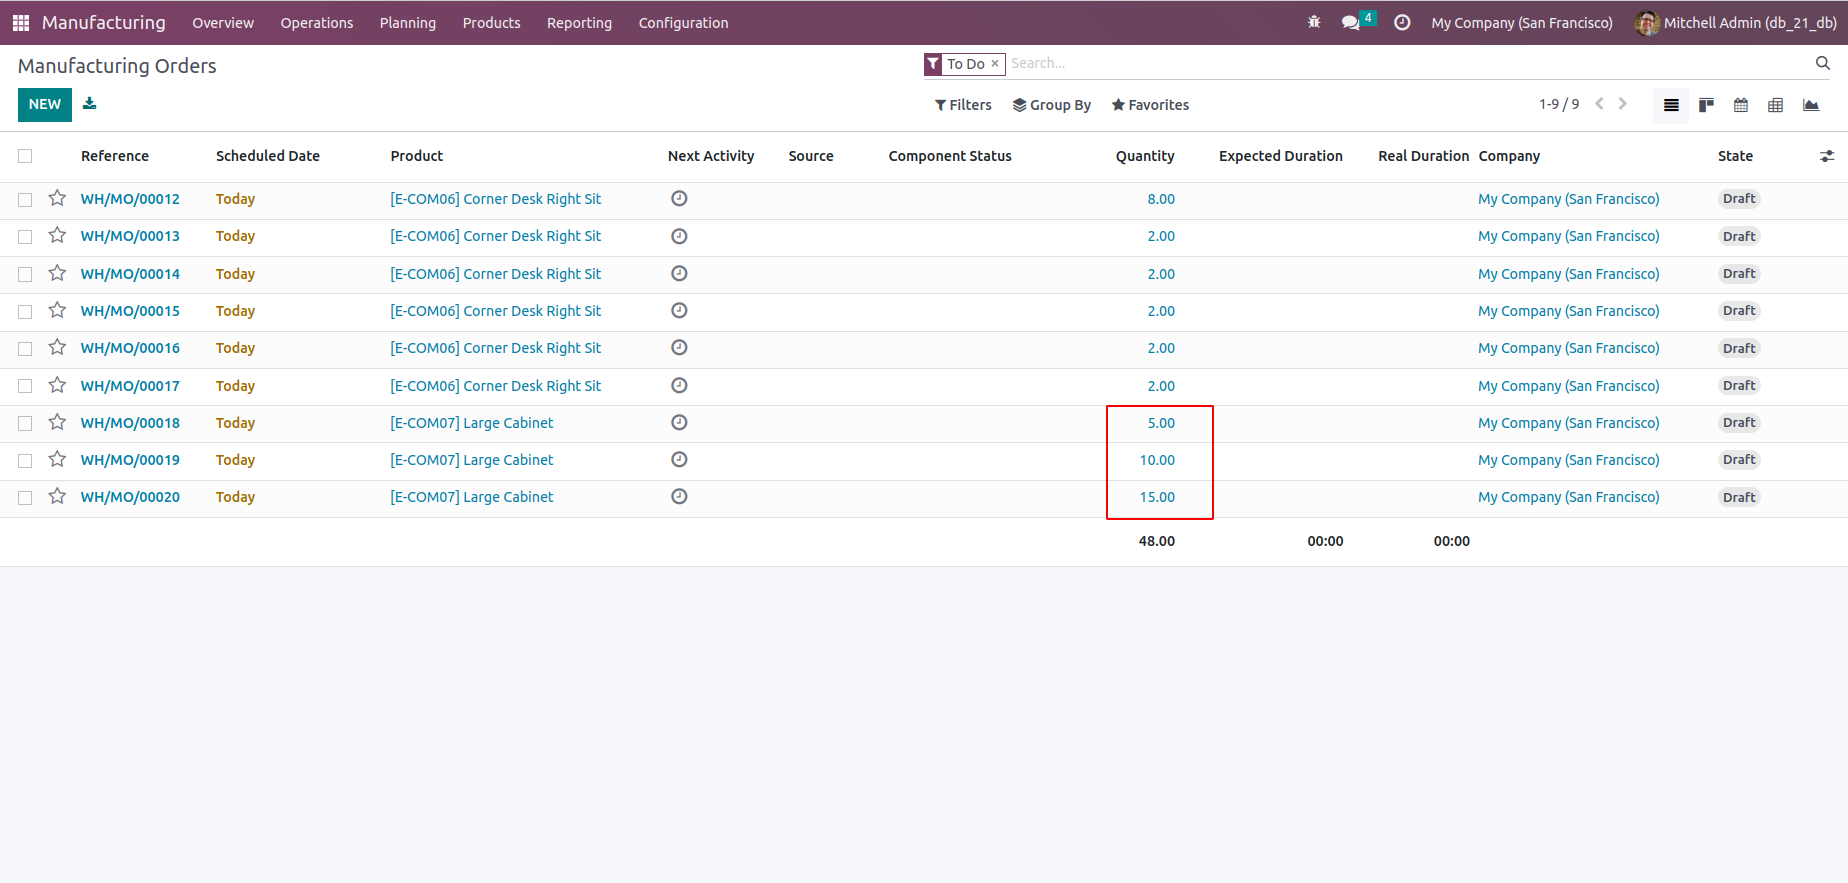 Manufacturing Overview Operations Planning Products Reporting Configuration 4 My Company (San Francisco) Mitchell Admin (db_21_db)
Manufacturing Orders To Do × Search...
NEW Filters Group By Favorites 1-9 / 9
Reference Scheduled Date Product Next Activity Source Component Status Quantity Expected Duration Real Duration Company State
WH/MO/00012 Today [E-COM06] Corner Desk Right Sit 8.00 My Company (San Francisco) Draft
WH/MO/00013 Today [E-COM06] Corner Desk Right Sit 2.00 My Company (San Francisco) Draft
WH/MO/00014 Today [E-COM06] Corner Desk Right Sit 2.00 My Company (San Francisco) Draft
WH/MO/00015 Today [E-COM06] Corner Desk Right Sit 2.00 My Company (San Francisco) Draft
WH/MO/00016 Today [E-COM06] Corner Desk Right Sit 2.00 My Company (San Francisco) Draft
WH/MO/00017 Today [E-COM06] Corner Desk Right Sit 2.00 My Company (San Francisco) Draft
WH/MO/00018 Today [E-COM07] Large Cabinet 5.00 My Company (San Francisco) Draft
WH/MO/00019 Today [E-COM07] Large Cabinet 10.00 My Company (San Francisco) Draft
WH/MO/00020 Today [E-COM07] Large Cabinet 15.00 My Company (San Francisco) Draft
48.00 00:00 00:00